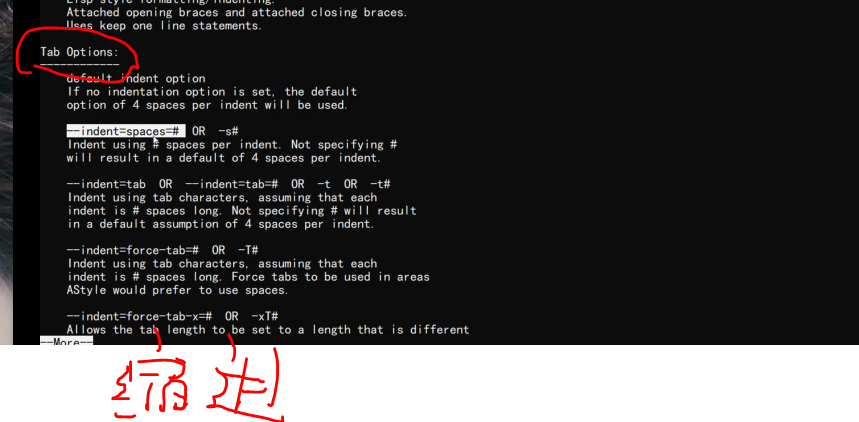 Lisp style formatting/indenting.
Attached opening braces and attached closing braces.
Uses keep one line statements.
Tab Options:
------------
default indent option
If no indentation option is set, the default
option of 4 spaces per indent will be used.
--indent=spaces=#  OR  -s#
Indent using # spaces per indent. Not specifying #
will result in a default of 4 spaces per indent.
--indent=tab  OR  --indent=tab=#  OR  -t  OR  -t#
Indent using tab characters, assuming that each
indent is # spaces long. Not specifying # will result
in a default assumption of 4 spaces per indent.
--indent=force-tab=#  OR  -T#
Indent using tab characters, assuming that each
indent is # spaces long. Force tabs to be used in areas
AStyle would prefer to use spaces.
--indent=force-tab-x=#  OR  -xT#
Allows the tab length to be set to a length that is different
--More--
缩进